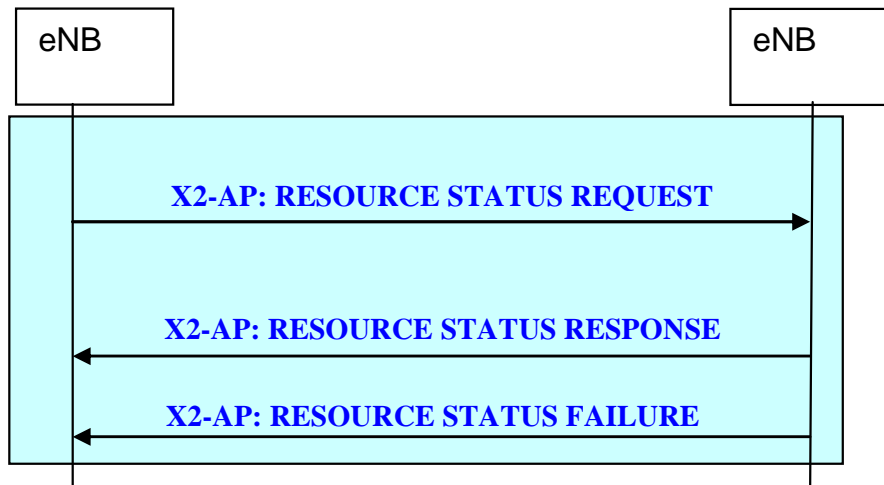 eNB
eNB
X2-AP: RESOURCE STATUS REQUEST
X2-AP: RESOURCE STATUS RESPONSE
X2-AP: RESOURCE STATUS FAILURE